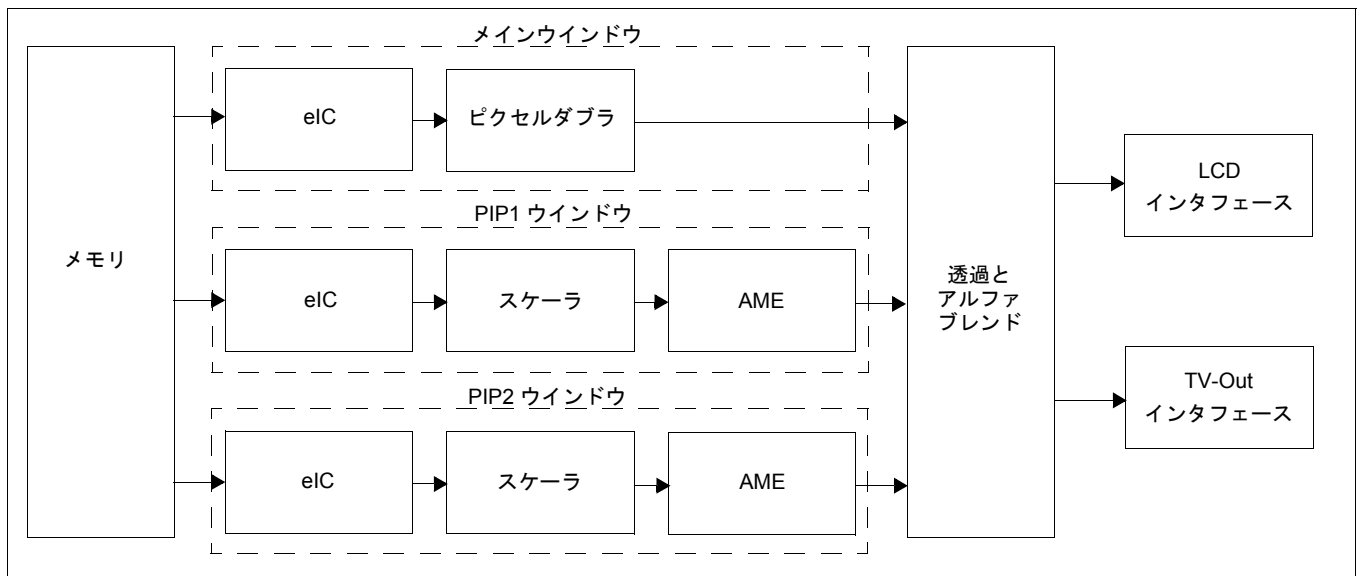 メインウインドウ
eIC
ピクセルダブラ
PIP1 ウインドウ
eIC
スケーラ
AME
PIP2 ウインドウ
eIC
スケーラ
AME
メモリ
透過と
アルファ
ブレンド
LCD
インタフェース
TV-Out
インタフェース